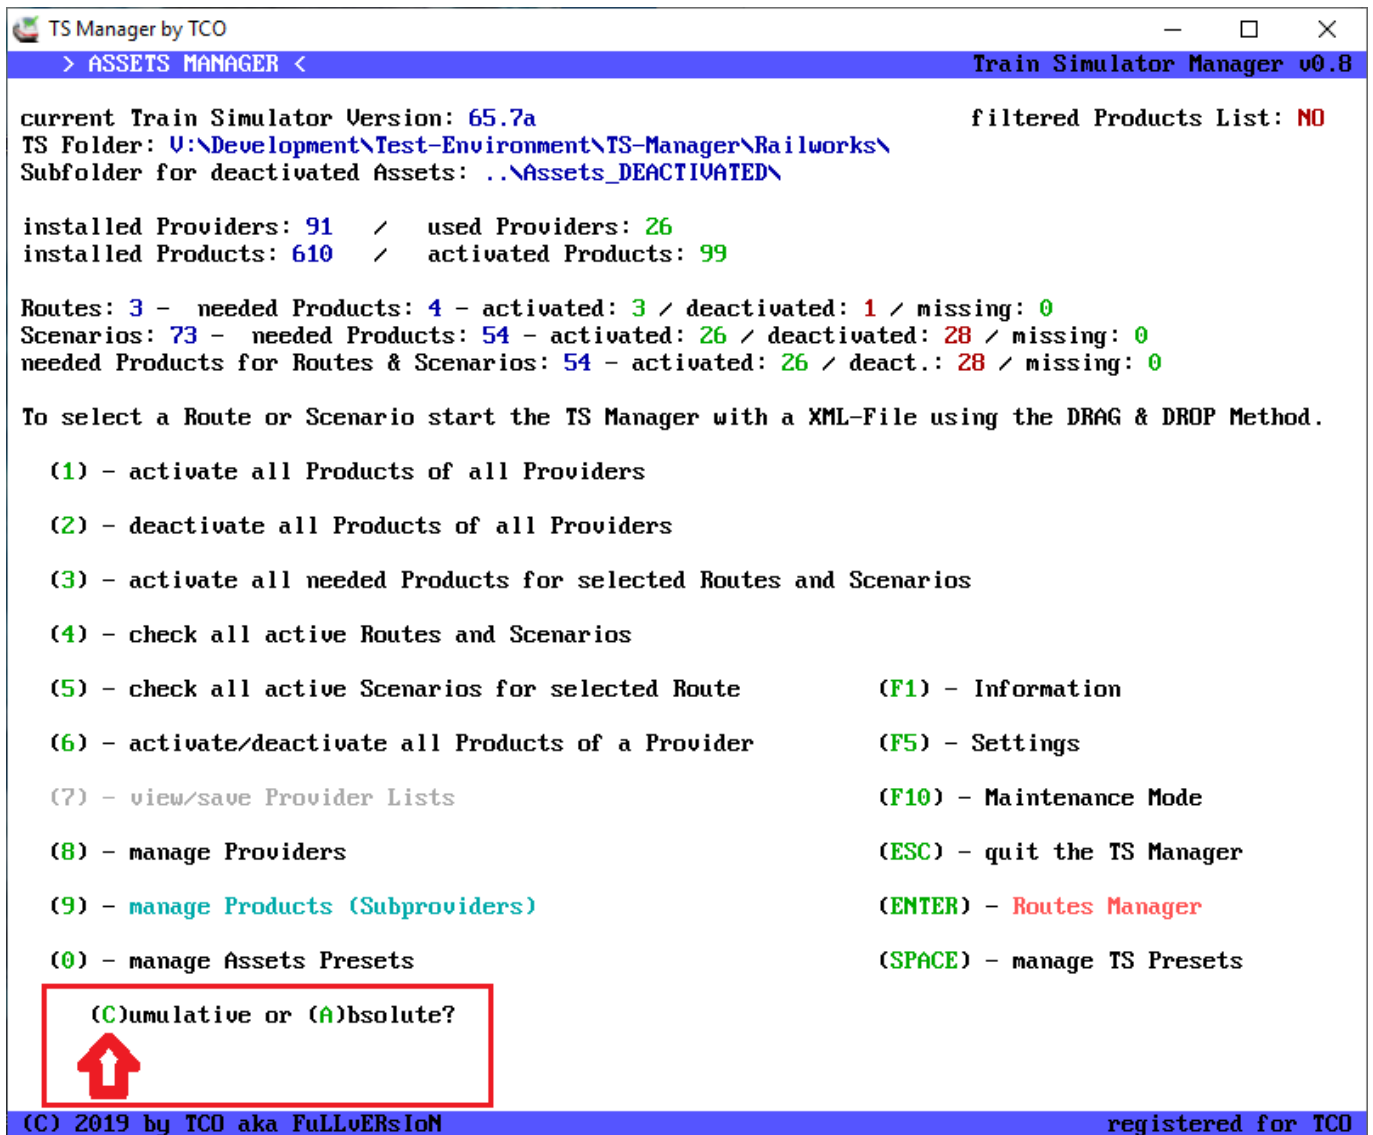 TS Manager by TCO
> ASSETS MANAGER < Train Simulator Manager v0.8
current Train Simulator Version: 65.7a filtered Products List: NO
TS Folder: V:\Development\Test-Environment\TS-Manager\Railworks\
Subfolder for deactivated Assets: ..\Assets_DEACTIVATED\
installed Providers: 91 / used Providers: 26
installed Products: 610 / activated Products: 99
Routes: 3 - needed Products: 4 - activated: 3 / deactivated: 1 / missing: 0
Scenarios: 73 - needed Products: 54 - activated: 26 / deactivated: 28 / missing: 0
needed Products for Routes & Scenarios: 54 - activated: 26 / deact.: 28 / missing: 0
To select a Route or Scenario start the TS Manager with a XML-File using the DRAG & DROP Method.
(1) - activate all Products of all Providers
(2) - deactivate all Products of all Providers
(3) - activate all needed Products for selected Routes and Scenarios
(4) - check all active Routes and Scenarios
(5) - check all active Scenarios for selected Route (F1) - Information
(6) - activate/deactivate all Products of a Provider (F5) - Settings
(7) - view/save Provider Lists (F10) - Maintenance Mode
(8) - manage Providers (ESC) - quit the TS Manager
(9) - manage Products (Subproviders) (ENTER) - Routes Manager
(0) - manage Assets Presets (SPACE) - manage TS Presets
(C)umulative or (A)bsolute?
(C) 2019 by TCO aka FuLLvERsIoN registered for TCO